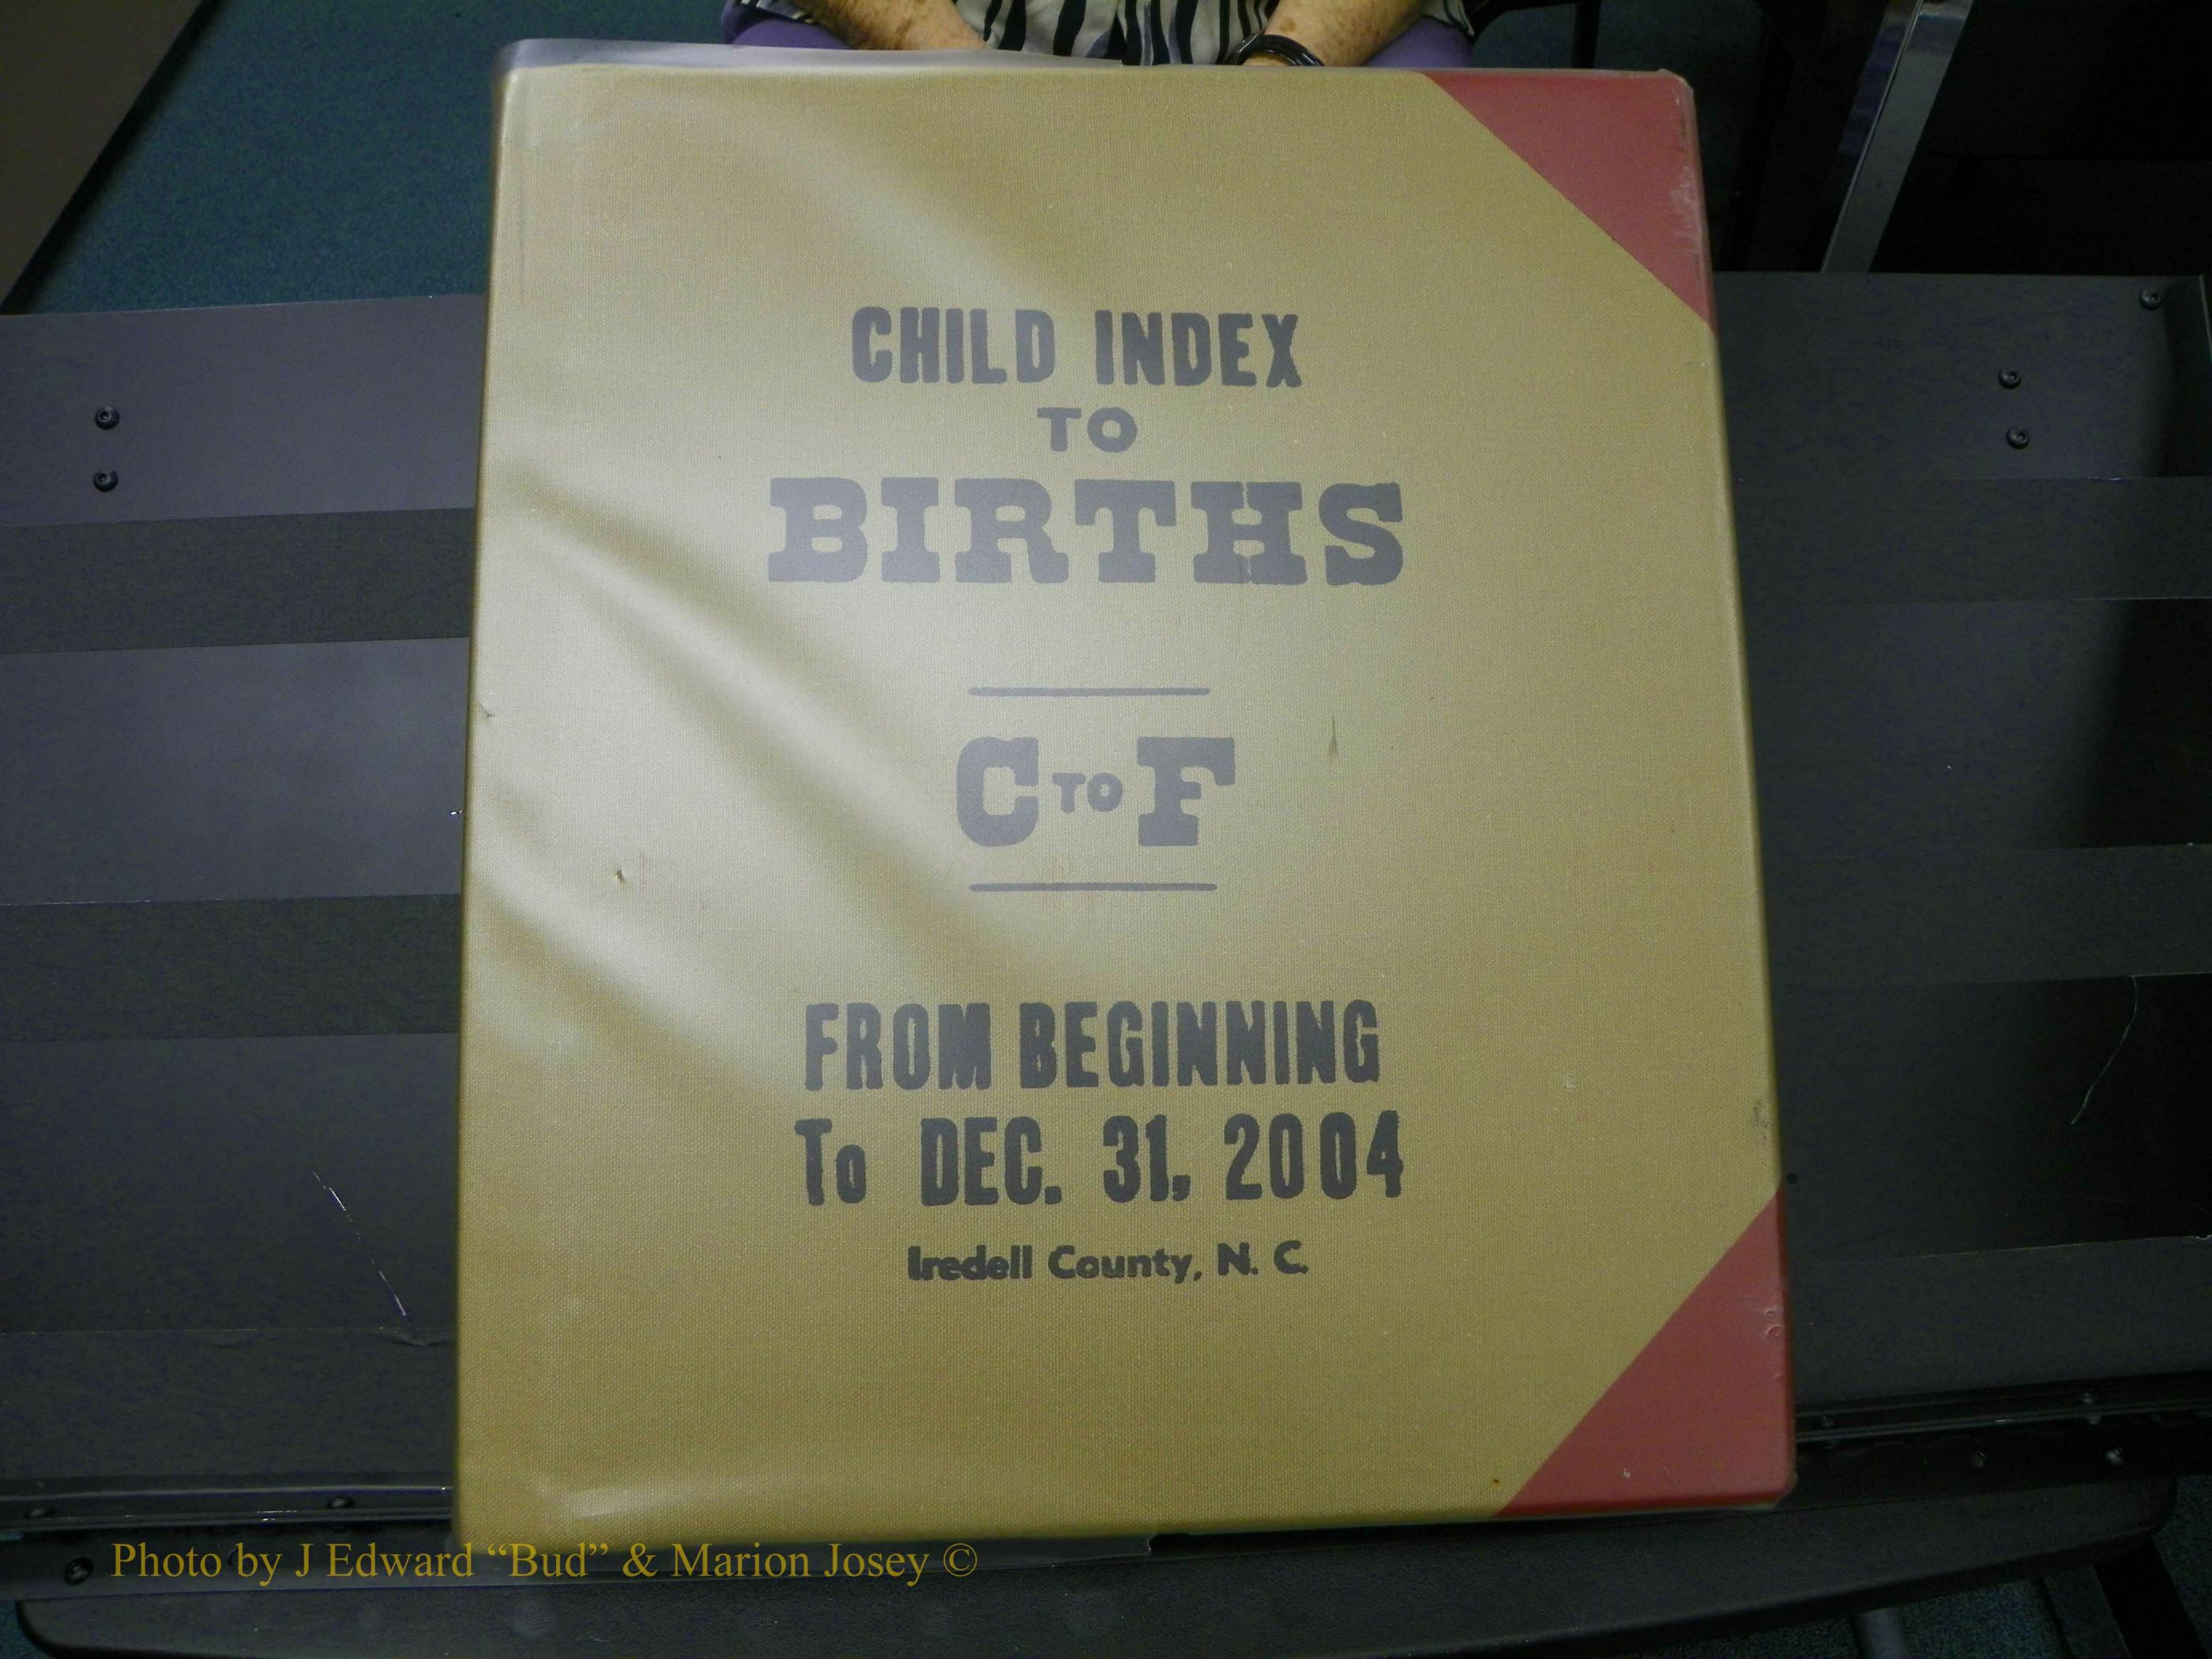 CHILD INDEX
TO
BIRTHS
C TO F
FROM BEGINNING
To DEC. 31, 2004
Iredell County, N. C.
Photo by J Edward “Bud” & Marion Josey ©